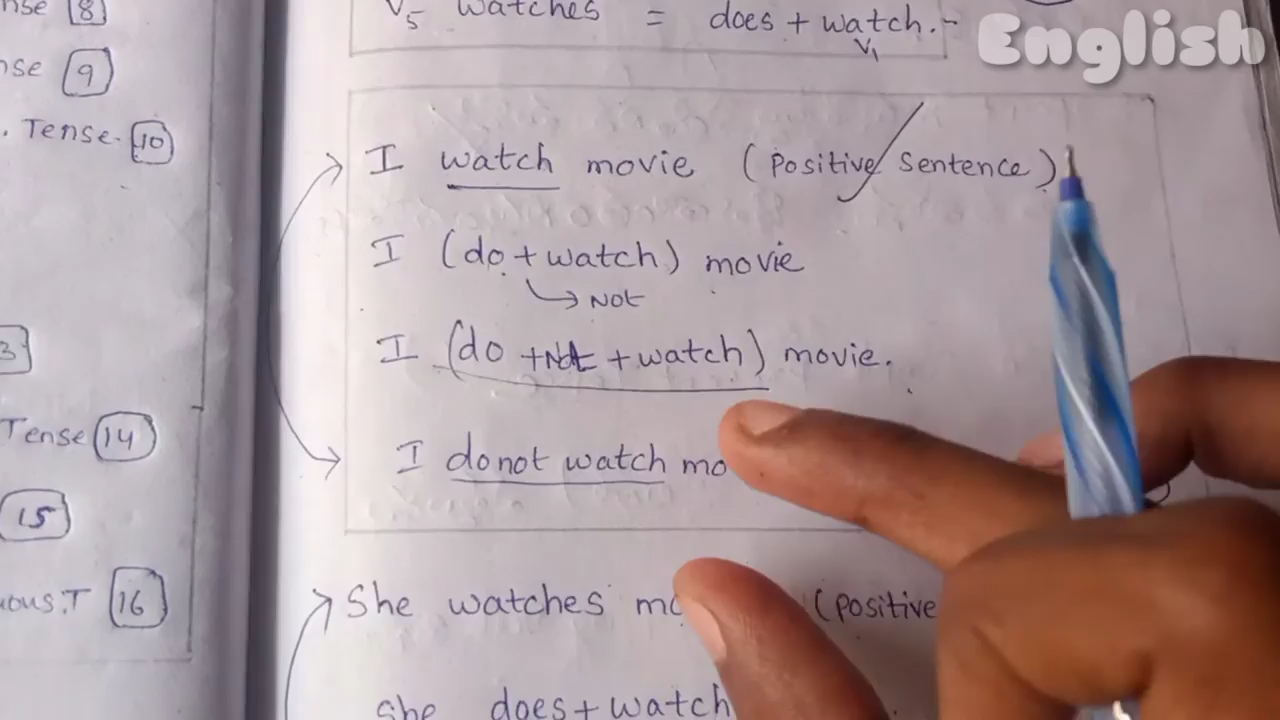 nse 8
nse 9
. Tense- 10
3
Tense 14
15
uous.T 16
V5 watches = does + watch.-
V1
English
I watch movie (Positive Sentence)
I (do + watch) movie
→ Not
I (do +Not + watch) movie.
I donot watch mo
She watches mo (positive
She does + watch